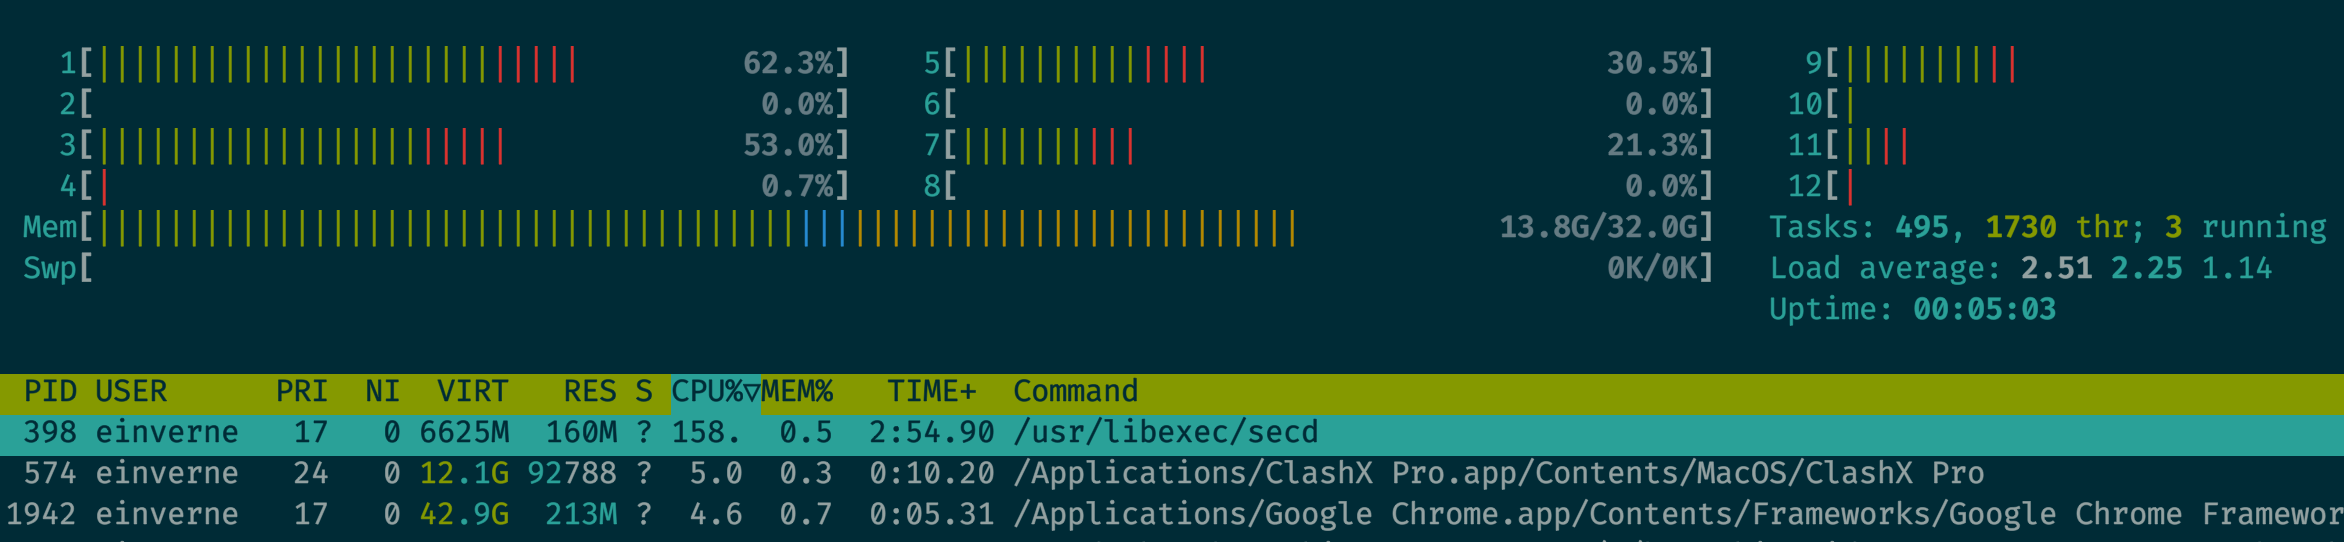 1[||||||||||||||||||||||||||| 62.3%] 5[|||||||||||||| 30.5%] 9[||||||||||
2[ 0.0%] 6[ 0.0%] 10[|
3[||||||||||||||||||||||| 53.0%] 7[|||||||||| 21.3%] 11[||||
4[| 0.7%] 8[ 0.0%] 12[|
Mem[||||||||||||||||||||||||||||||||||||||||||||||||||||||||||||||||||| 13.8G/32.0G] Tasks: 495, 1730 thr; 3 running
Swp[ 0K/0K] Load average: 2.51 2.25 1.14
Uptime: 00:05:03
PID USER PRI NI VIRT RES S CPU%▽MEM% TIME+ Command
398 einverne 17 0 6625M 160M ? 158. 0.5 2:54.90 /usr/libexec/secd
574 einverne 24 0 12.1G 92788 ? 5.0 0.3 0:10.20 /Applications/ClashX Pro.app/Contents/MacOS/ClashX Pro
1942 einverne 17 0 42.9G 213M ? 4.6 0.7 0:05.31 /Applications/Google Chrome.app/Contents/Frameworks/Google Chrome Framewor